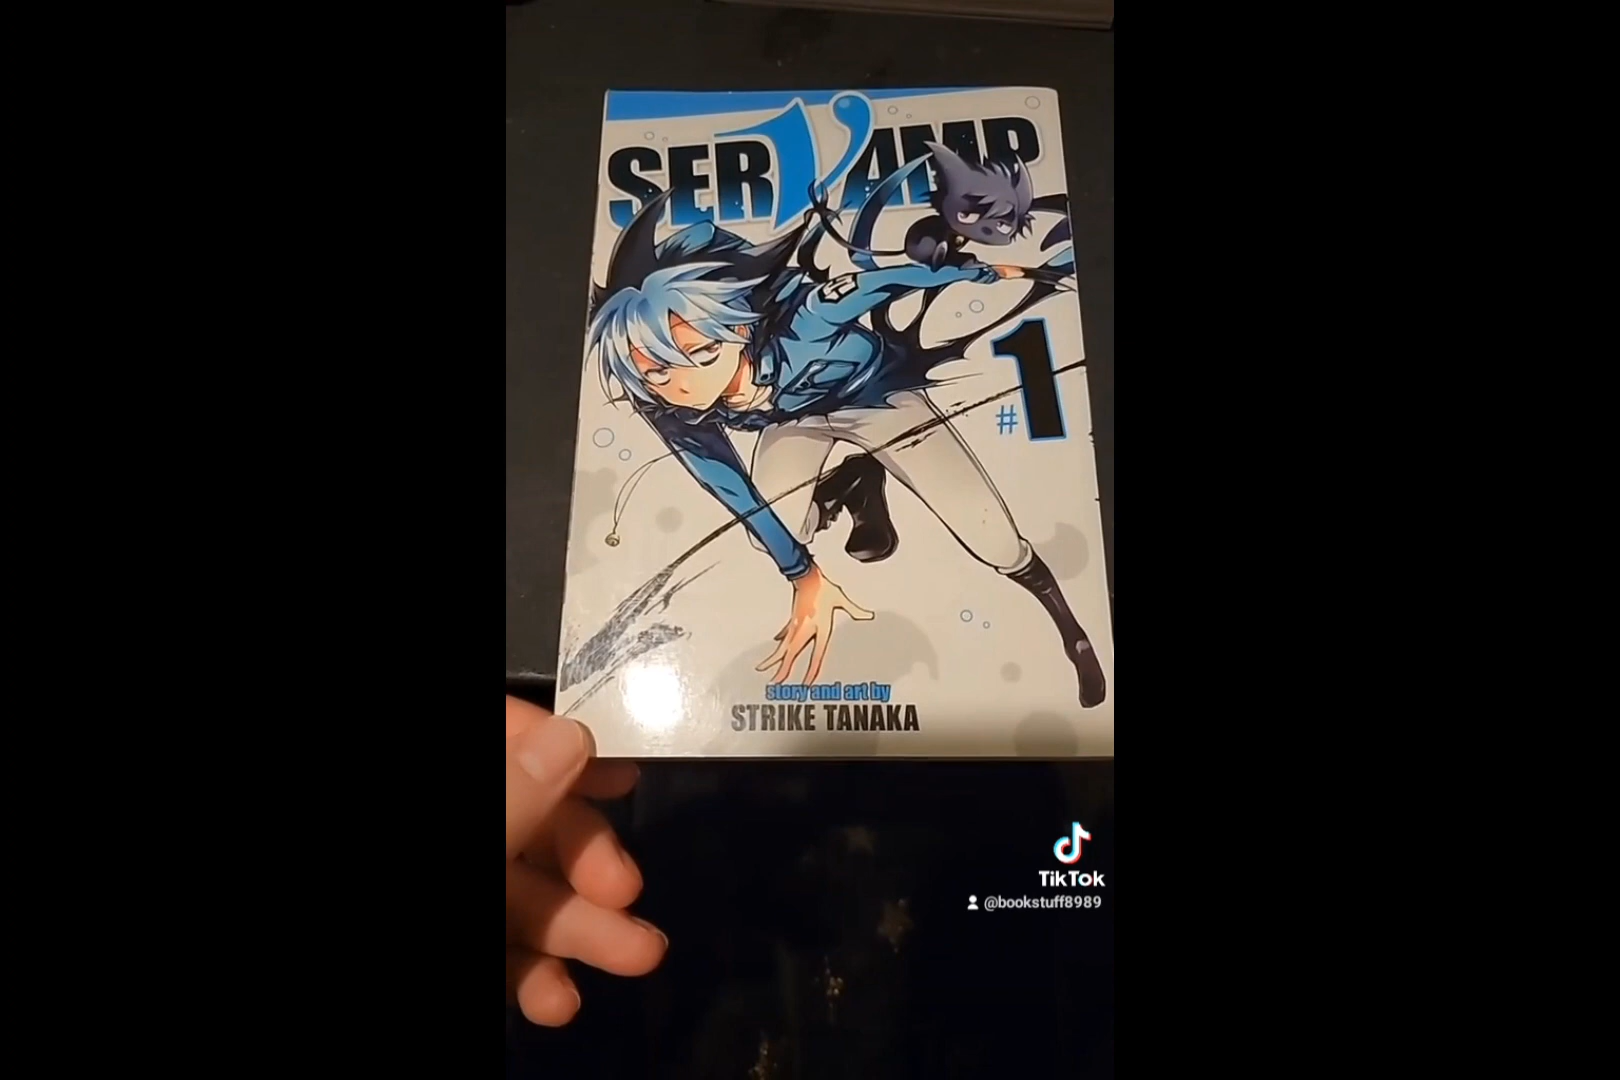 SERVAMP
#1
story and art by
STRIKE TANAKA
TikTok
@bookstuff8989